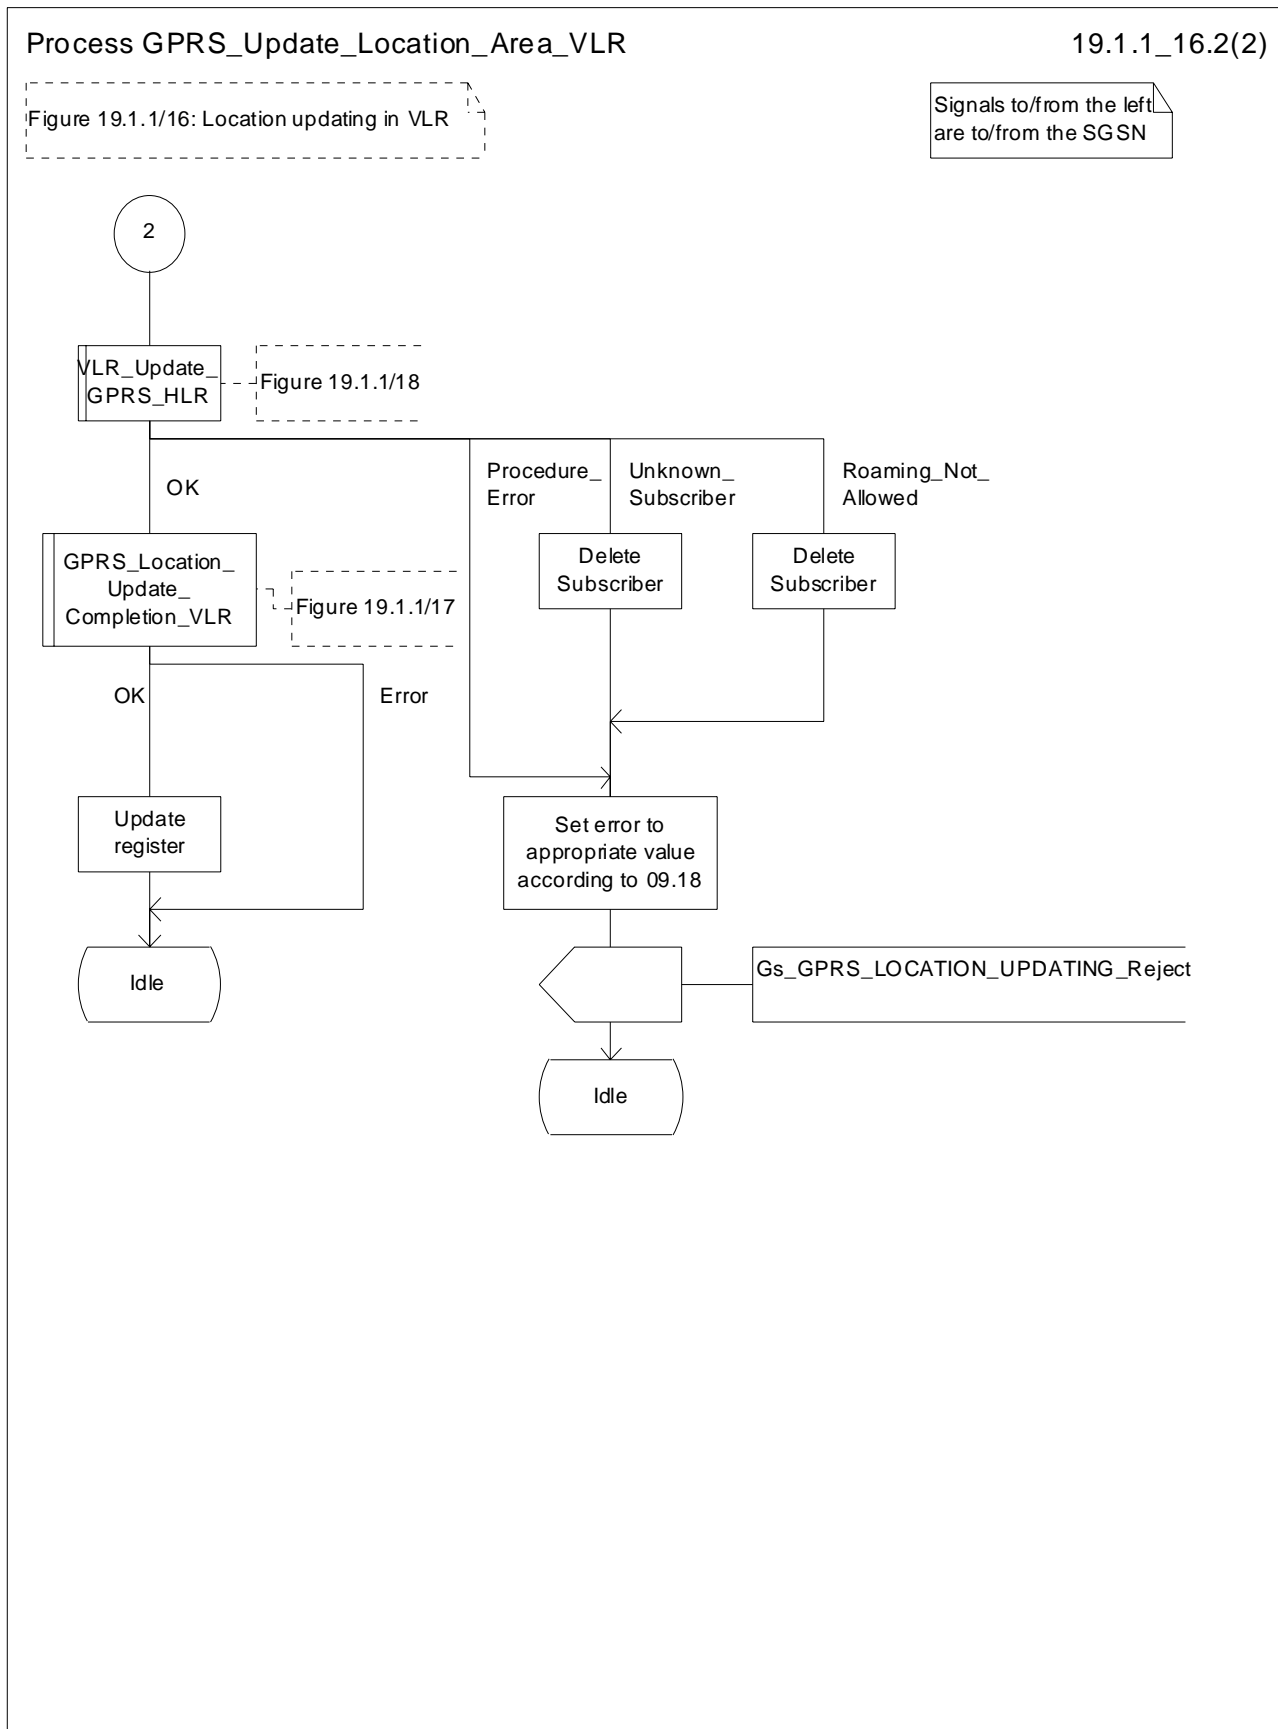 Process GPRS_Update_Location_Area_VLR
19.1.1_16.2(2)
Figure 19.1.1/16: Location updating in VLR
Signals to/from the left
are to/from the SGSN
2
VLR_Update_
GPRS_HLR
Figure 19.1.1/18
OK
Procedure_
Error
Unknown_
Subscriber
Roaming_Not_
Allowed
GPRS_Location_
Update_
Completion_VLR
Figure 19.1.1/17
Delete
Subscriber
Delete
Subscriber
OK
Error
Update
register
Set error to
appropriate value
according to 09.18
Idle
Gs_GPRS_LOCATION_UPDATING_Reject
Idle